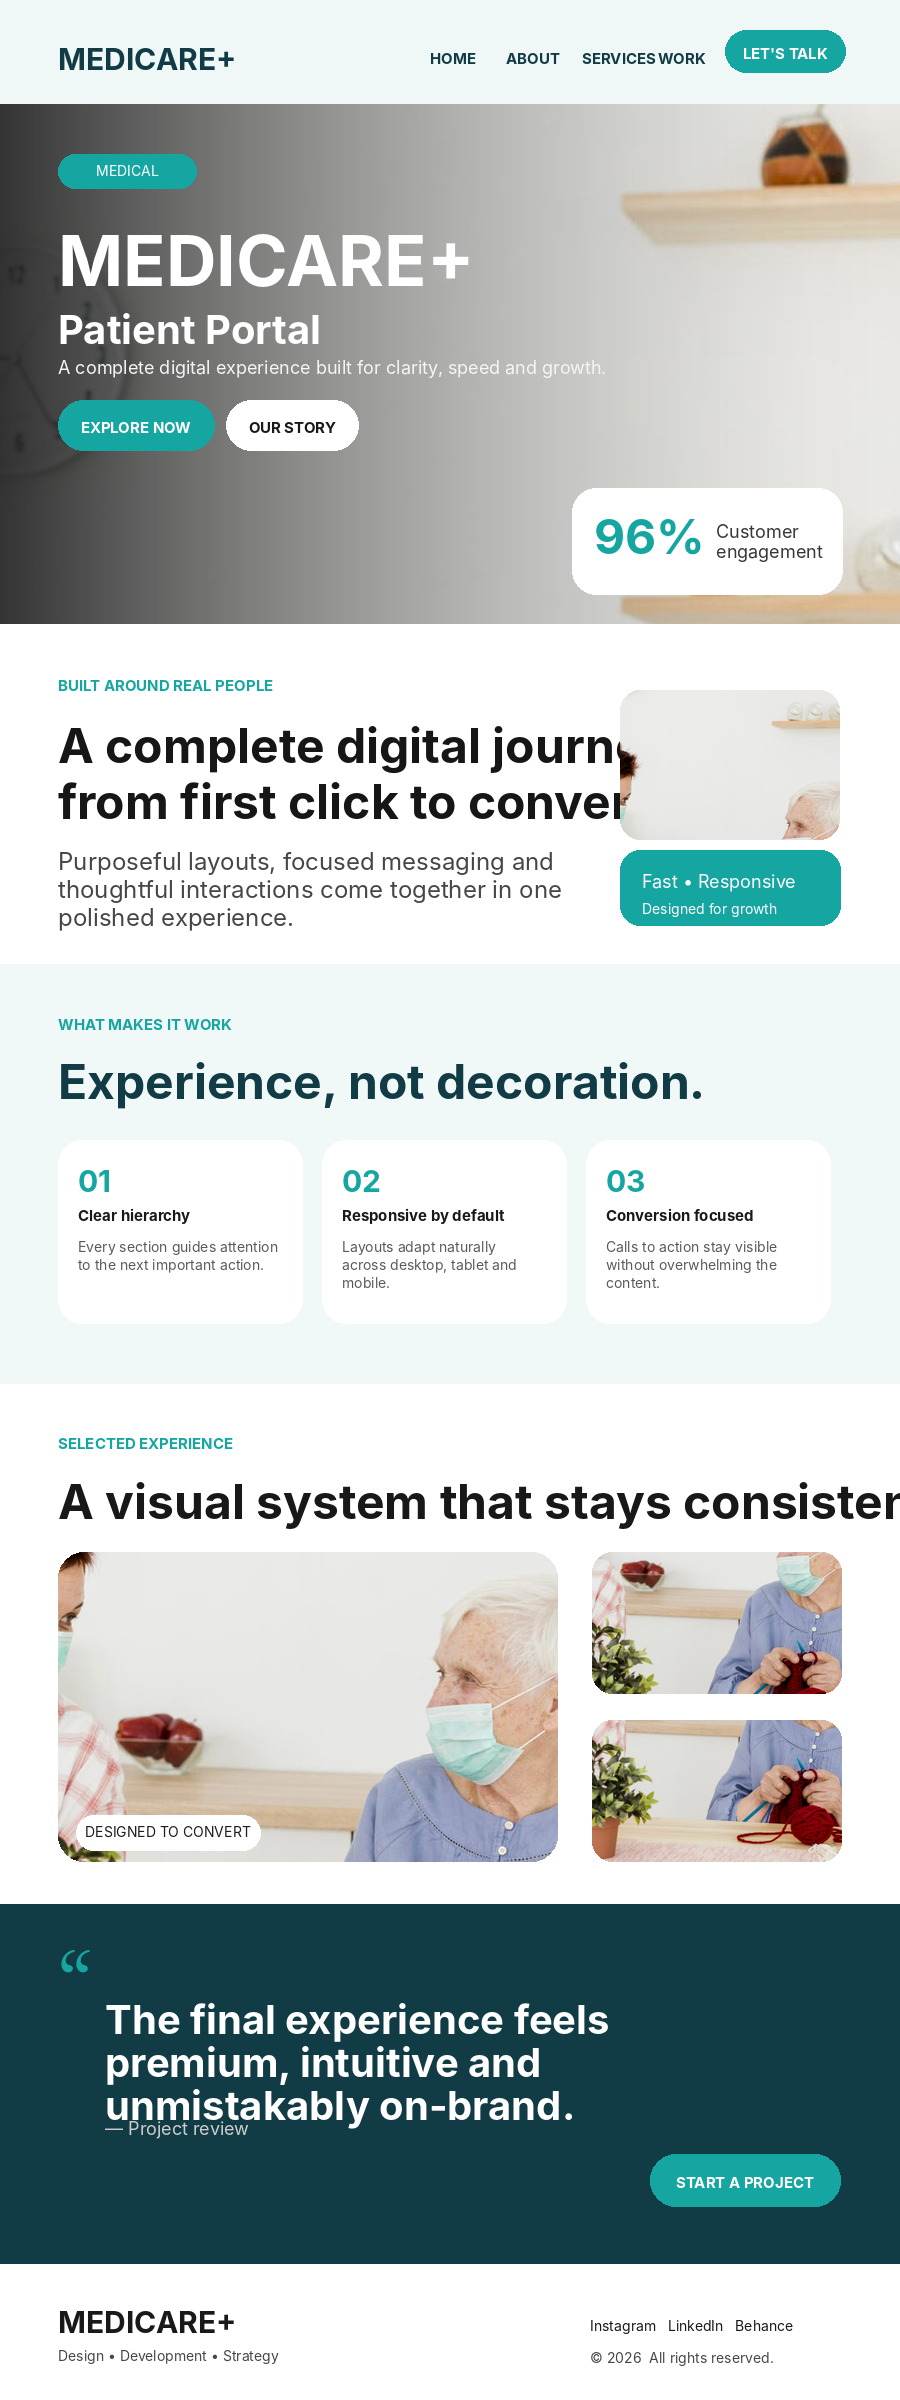 MEDICARE+
HOME ABOUT SERVICES WORK LET'S TALK
MEDICAL
MEDICARE+
Patient Portal
A complete digital experience built for clarity, speed and growth.
EXPLORE NOW OUR STORY
96% Customer
engagement
BUILT AROUND REAL PEOPLE
A complete digital journe
from first click to conver
Purposeful layouts, focused messaging and
thoughtful interactions come together in one
polished experience.
Fast • Responsive
Designed for growth
WHAT MAKES IT WORK
Experience, not decoration.
01
Clear hierarchy
Every section guides attention
to the next important action.
02
Responsive by default
Layouts adapt naturally
across desktop, tablet and
mobile.
03
Conversion focused
Calls to action stay visible
without overwhelming the
content.
SELECTED EXPERIENCE
A visual system that stays consisten
DESIGNED TO CONVERT
“
The final experience feels
premium, intuitive and
unmistakably on-brand.
— Project review
START A PROJECT
MEDICARE+
Design • Development • Strategy
Instagram LinkedIn Behance
© 2026 All rights reserved.